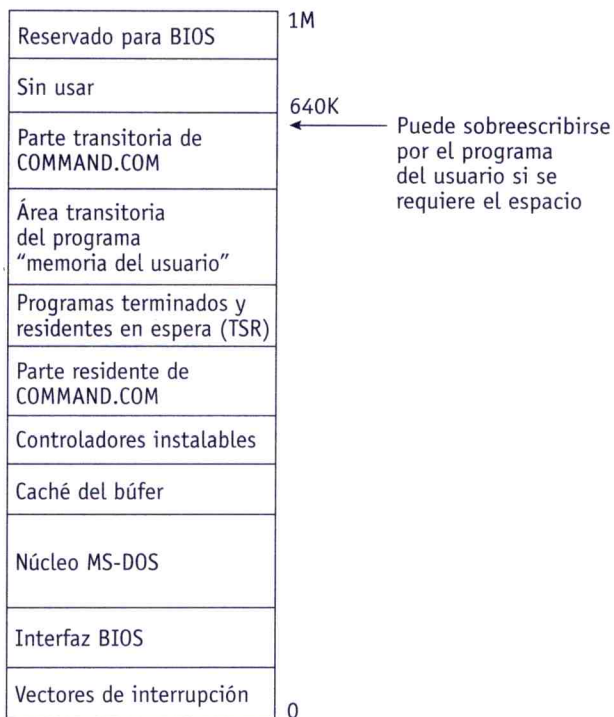 1M
Reservado para BIOS
Sin usar
640K
Parte transitoria de
COMMAND.COM
Puede sobreescribirse
por el programa
del usuario si se
requiere el espacio
Área transitoria
del programa
"memoria del usuario"
Programas terminados y
residentes en espera (TSR)
Parte residente de
COMMAND.COM
Controladores instalables
Caché del búfer
Núcleo MS-DOS
Interfaz BIOS
Vectores de interrupción
0